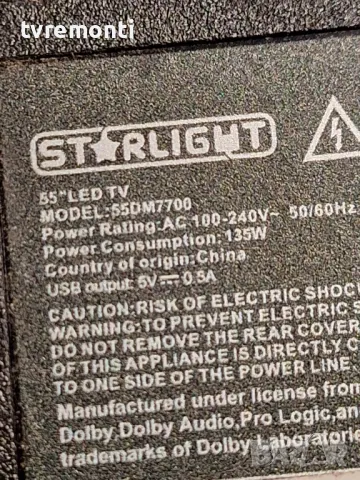 tvremonti
STARLIGHT
55"LED TV
MODEL:55DM7700
Power Rating:AC 100-240V~ 50/60Hz
Power Consumption:135W
Country of origin:China
USB output: 5V⎓0.5A
CAUTION:RISK OF ELECTRIC SHOC
WARNING:TO PREVENT ELECTRIC S
DO NOT REMOVE THE REAR COVER
OF THIS APPLIANCE IS DIRECTLY C
TO ONE SIDE OF THE POWER LINE
Manufactured under license from
Dolby.Dolby Audio,Pro Logic,an
trademarks of Dolby Laboratorie